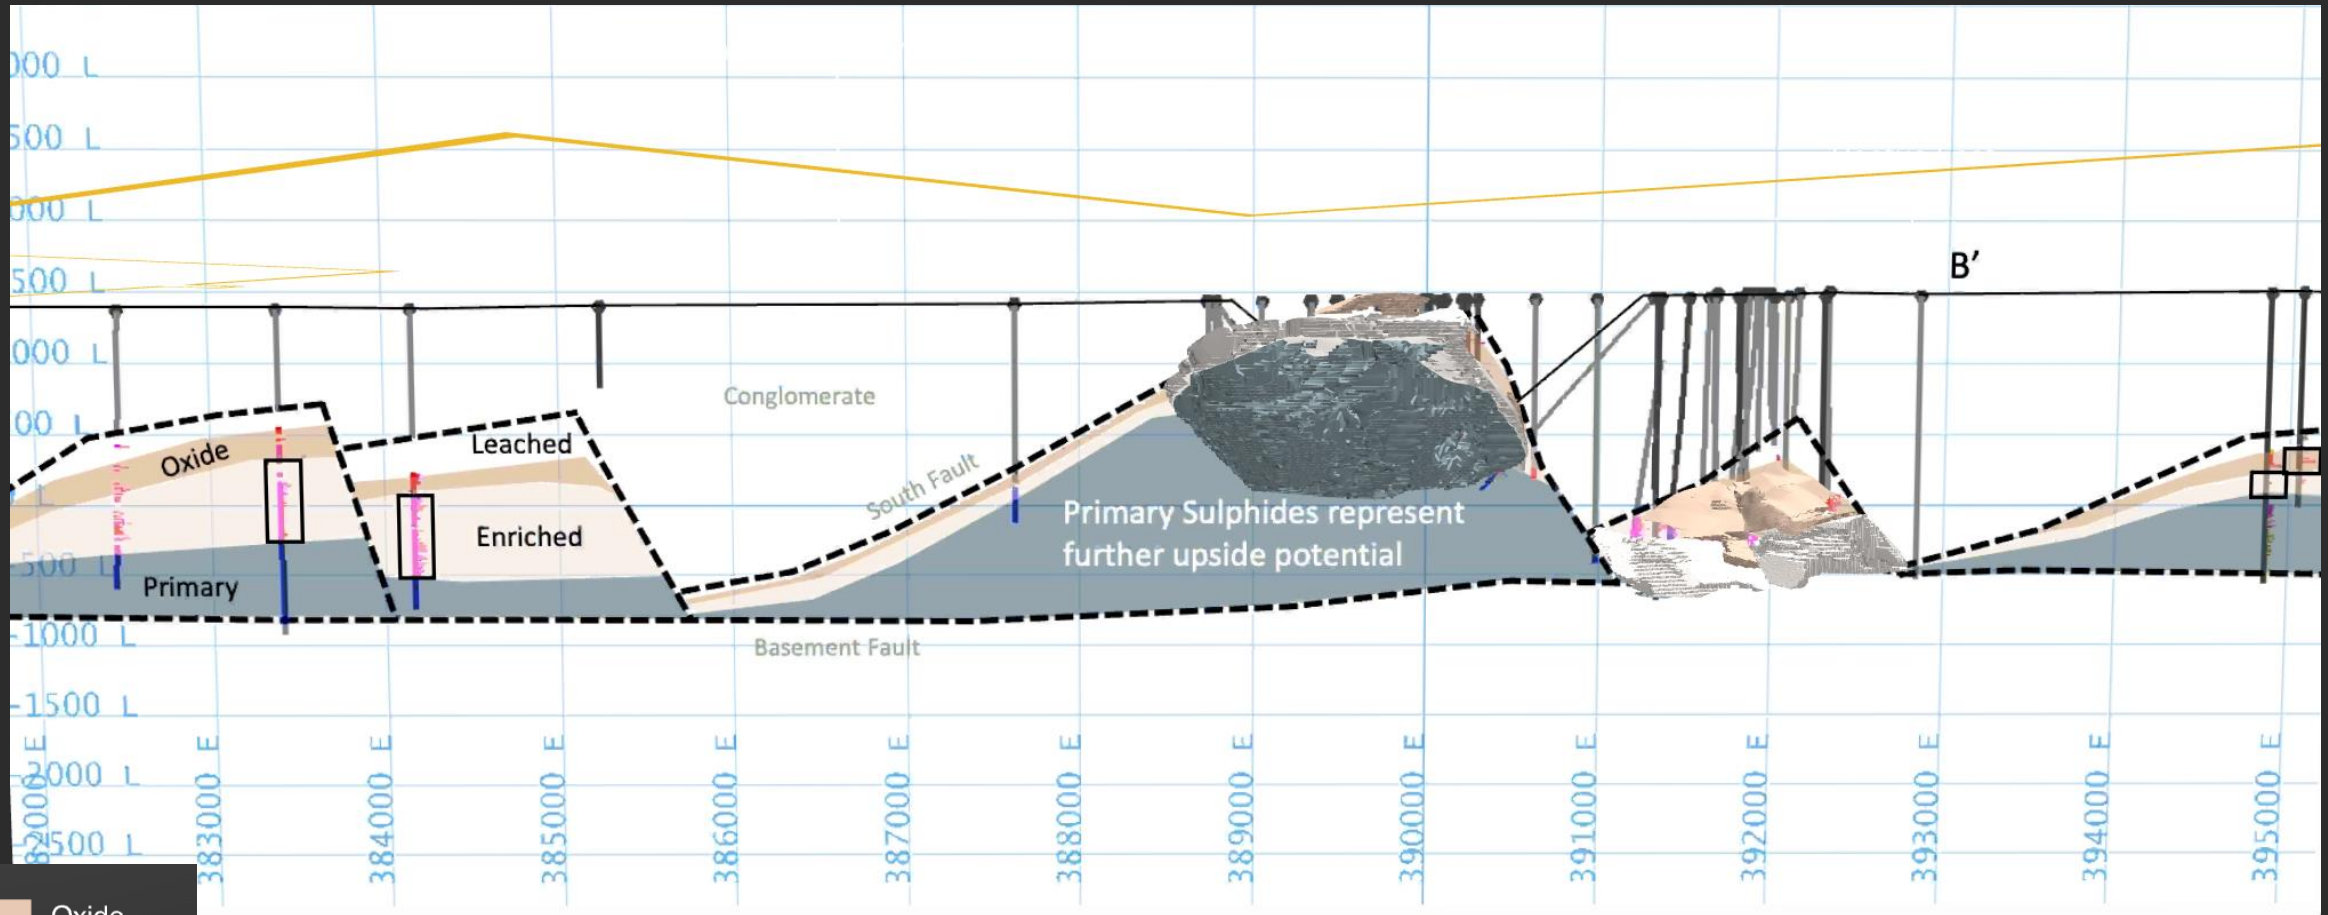 000 L
500 L
000 L
500 L
000 L
00 L
L
500 L
-1000 L
-1500 L
-2000 L
-2500 L
B’
Conglomerate
Leached
Oxide
South Fault
Enriched
Primary Sulphides represent
further upside potential
Primary
Basement Fault
382000 E
383000 E
384000 E
385000 E
386000 E
387000 E
388000 E
389000 E
390000 E
391000 E
392000 E
393000 E
394000 E
395000 E
Oxide